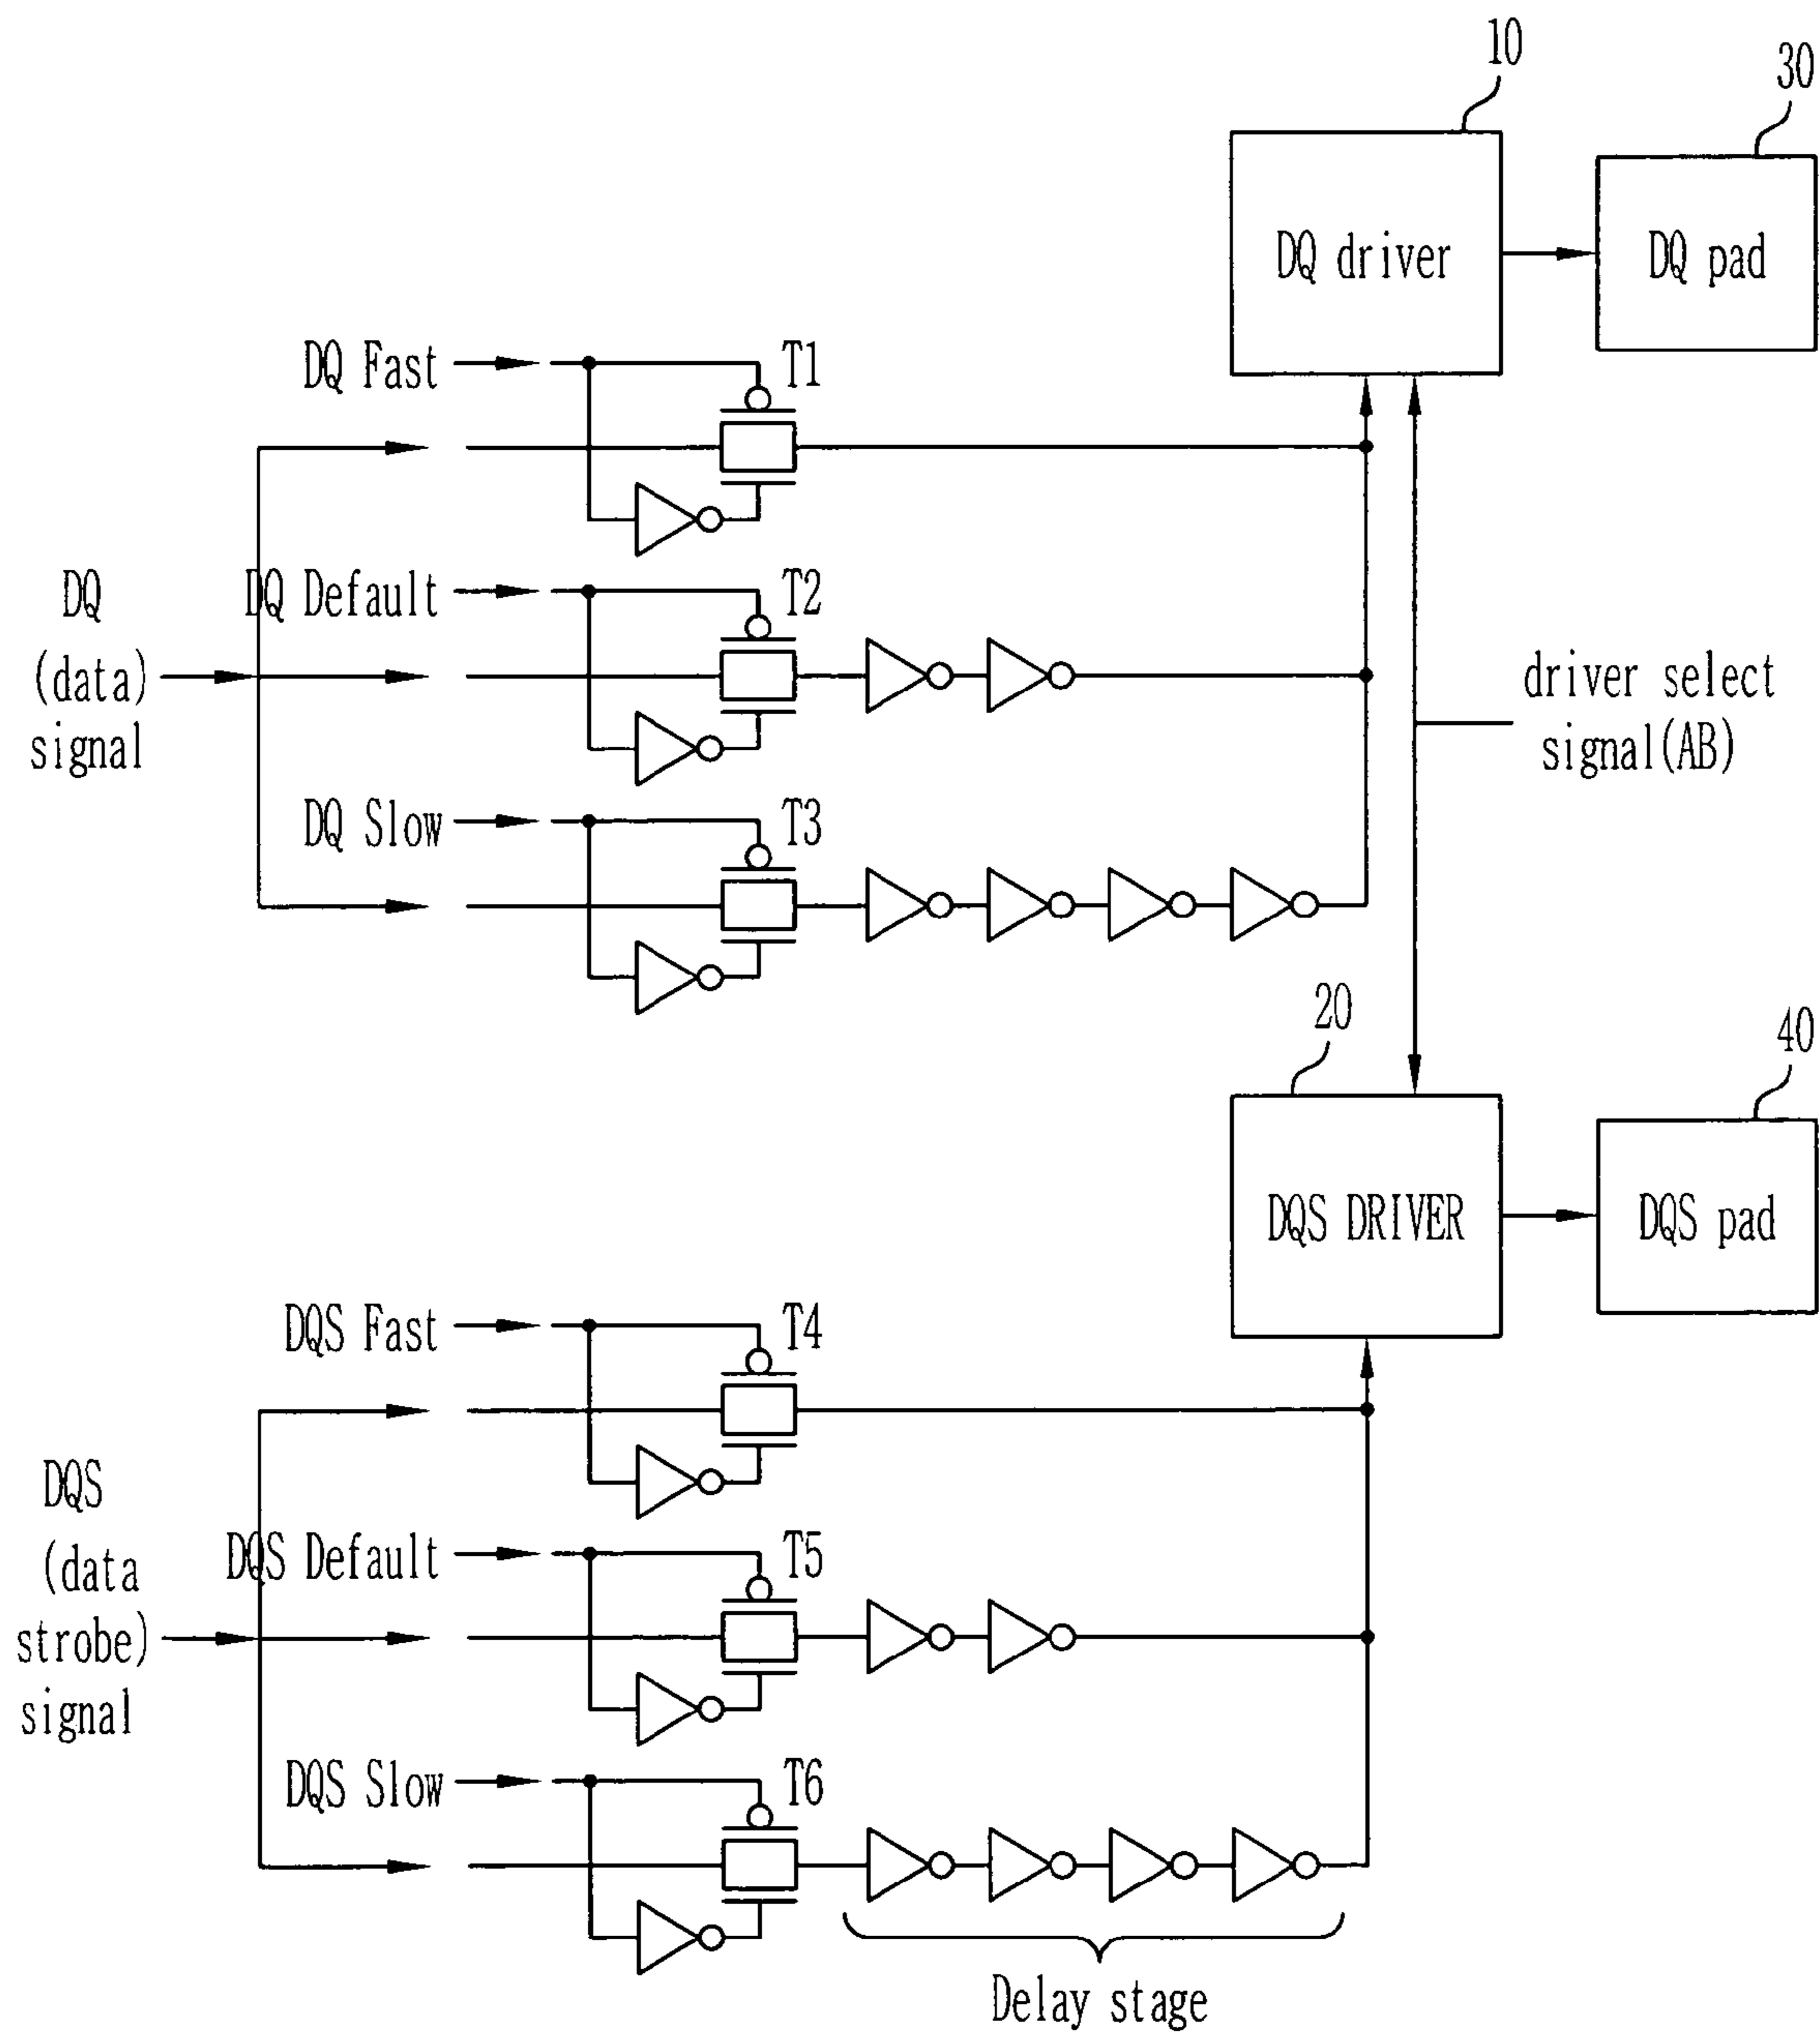 10
30
DQ driver
DQ pad
DQ Fast
T1
DQ
(data)
signal
DQ Default
T2
driver select
signal(AB)
DQ Slow
T3
20
40
DQS DRIVER
DQS pad
DQS Fast
T4
DQS
(data
strobe)
signal
DQS Default
T5
DQS Slow
T6
Delay stage